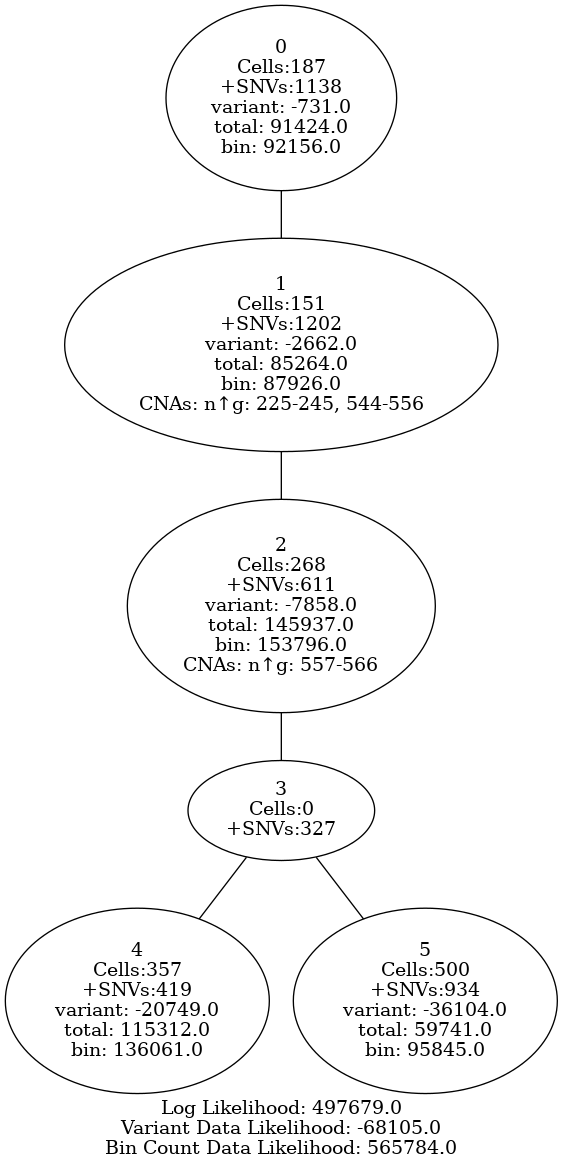 0
Cells:187
+SNVs:1138
variant: -731.0
total: 91424.0
bin: 92156.0
1
Cells:151
+SNVs:1202
variant: -2662.0
total: 85264.0
bin: 87926.0
CNAs: n↑g: 225-245, 544-556
2
Cells:268
+SNVs:611
variant: -7858.0
total: 145937.0
bin: 153796.0
CNAs: n↑g: 557-566
3
Cells:0
+SNVs:327
4
Cells:357
+SNVs:419
variant: -20749.0
total: 115312.0
bin: 136061.0
5
Cells:500
+SNVs:934
variant: -36104.0
total: 59741.0
bin: 95845.0
Log Likelihood: 497679.0
Variant Data Likelihood: -68105.0
Bin Count Data Likelihood: 565784.0